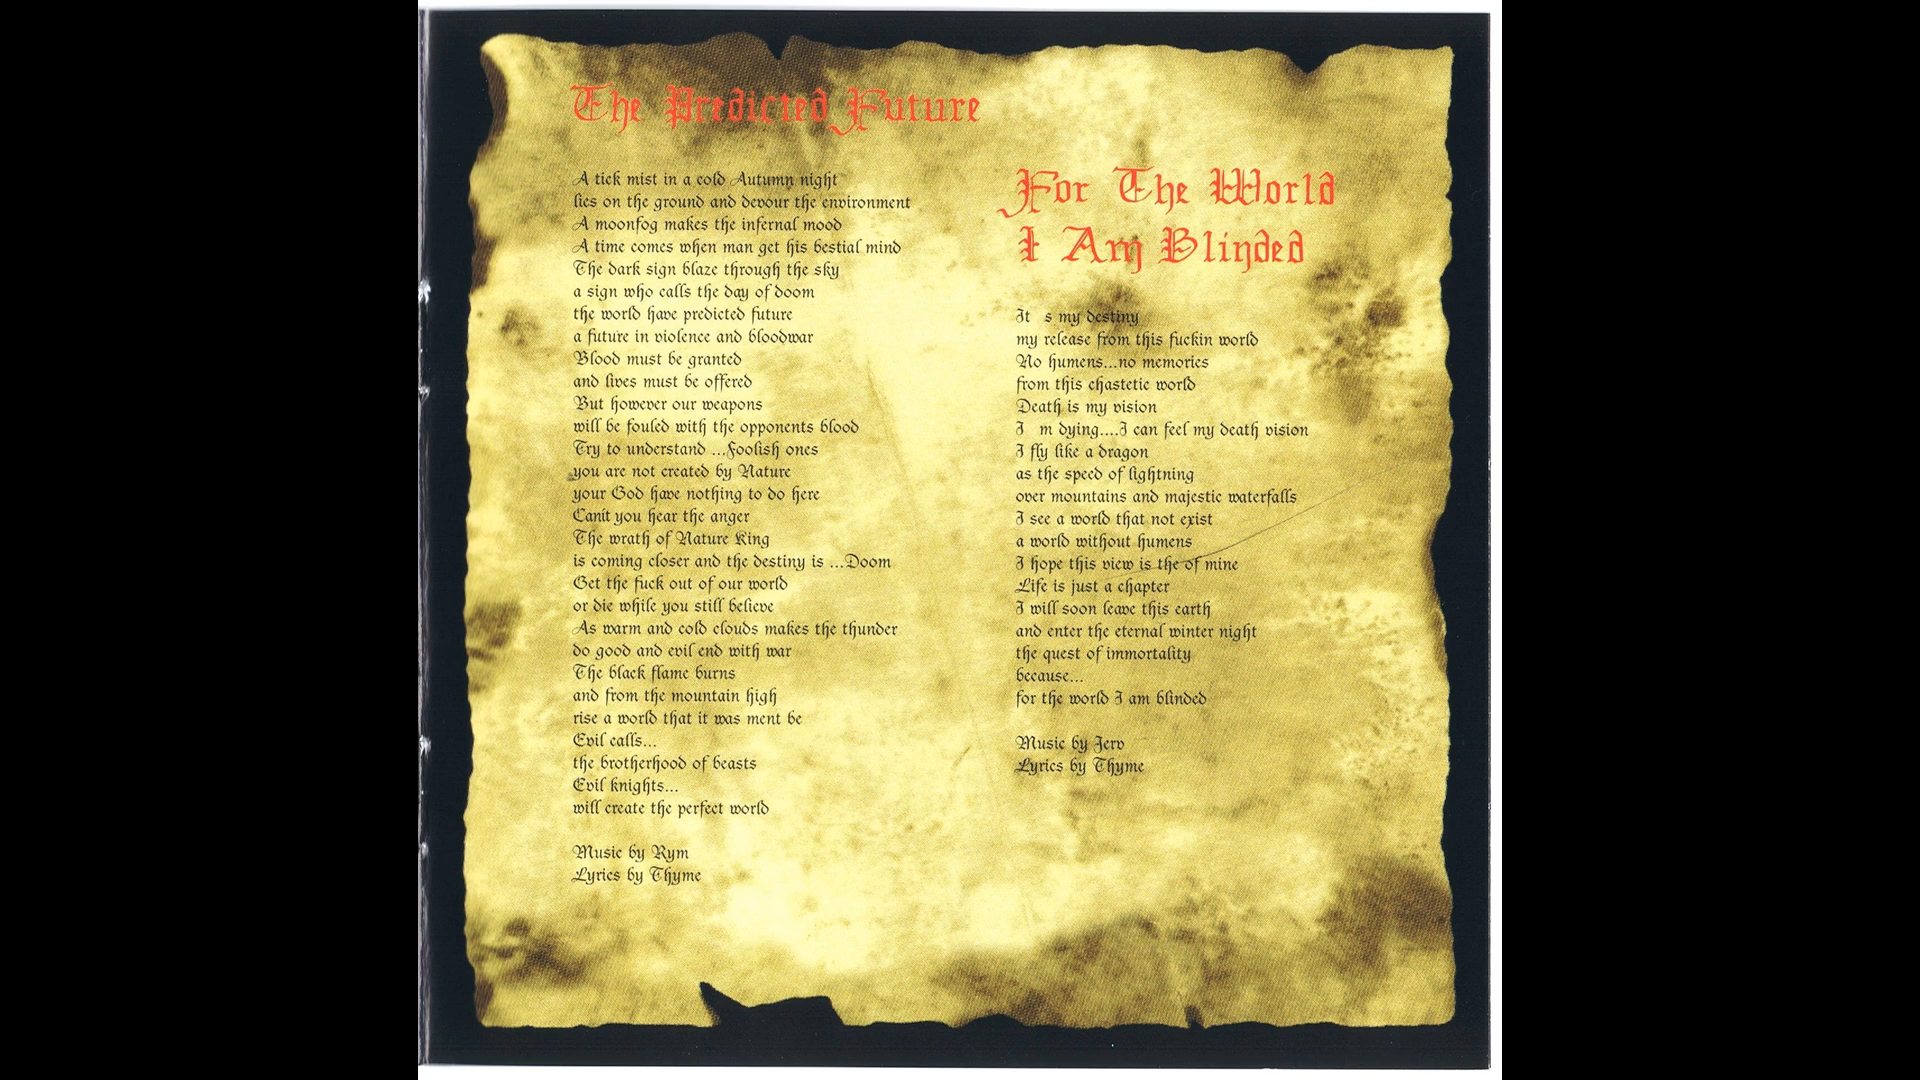 The Predicted Future
A tick mist in a cold Autumn night
lies on the ground and devour the environment
A moonfog makes the infernal mood
A time comes when man get his bestial mind
The dark sign blaze through the sky
a sign who calls the day of doom
the world have predicted future
a future in violence and bloodwar
Blood must be granted
and lives must be offered
But however our weapons
will be fouled with the opponents blood
Try to understand ...Foolish ones
you are not created by Nature
your God have nothing to do here
Canít you hear the anger
The wrath of Nature King
is coming closer and the destiny is ...Doom
Get the fuck out of our world
or die while you still believe
As warm and cold clouds makes the thunder
do good and evil end with war
The black flame burns
and from the mountain high
rise a world that it was ment be
Evil calls...
the brotherhood of beasts
Evil knights...
will create the perfect world
Music by Rym
Lyrics by Thyme
For The World
I Am Blinded
It s my destiny
my release from this fuckin world
No humens...no memories
from this chastetic world
Death is my vision
I m dying....I can feel my death vision
I fly like a dragon
as the speed of lightning
over mountains and majestic waterfalls
I see a world that not exist
a world without humens
I hope this view is the of mine
Life is just a chapter
I will soon leave this earth
and enter the eternal winter night
the quest of immortality
because...
for the world I am blinded
Music by Jerv
Lyrics by Thyme